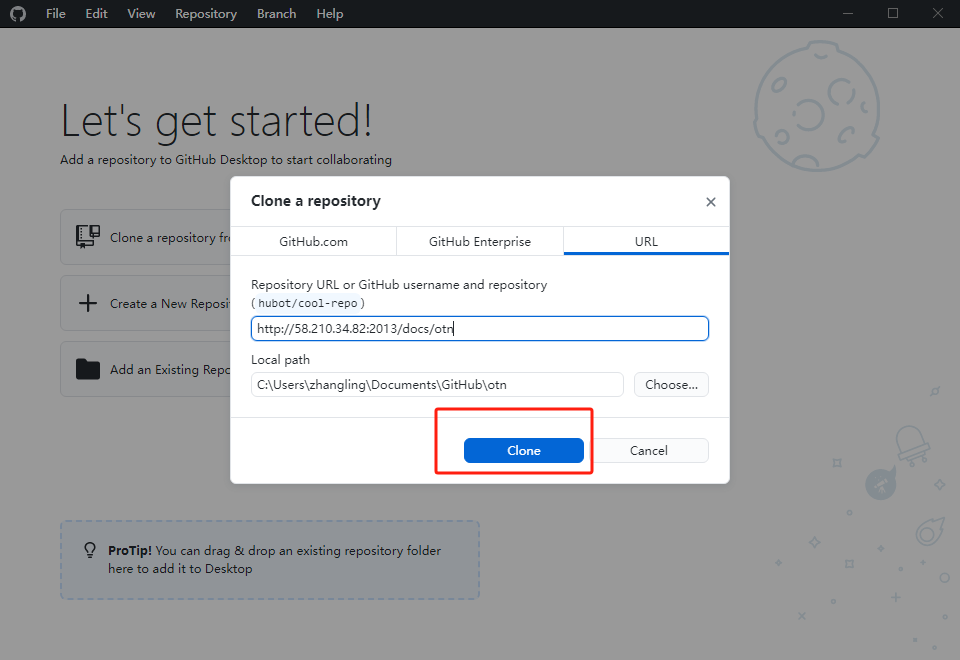 File Edit View Repository Branch Help
Let's get started!
Add a repository to GitHub Desktop to start collaborating
Clone a repository
Clone a repository fr
GitHub.com GitHub Enterprise URL
Create a New Reposi
Add an Existing Repo
Repository URL or GitHub username and repository
(hubot/cool-repo)
http://58.210.34.82:2013/docs/otn
Local path
C:\Users\zhangling\Documents\GitHub\otn Choose...
Clone Cancel
ProTip! You can drag & drop an existing repository folder
here to add it to Desktop